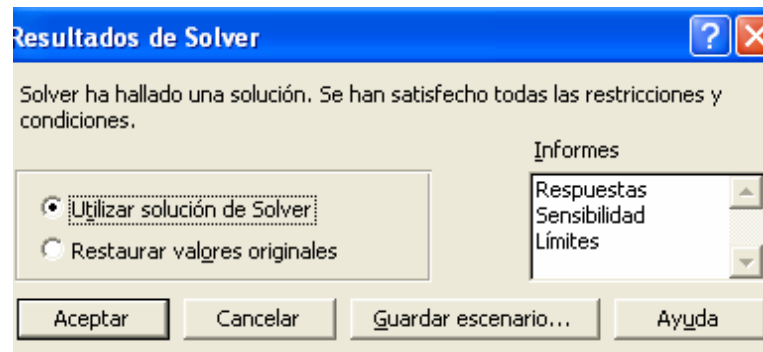 Resultados de Solver
Solver ha hallado una solución. Se han satisfecho todas las restricciones y
condiciones.
Informes
Utilizar solución de Solver
Restaurar valores originales
Respuestas
Sensibilidad
Límites
Aceptar
Cancelar
Guardar escenario...
Ayuda